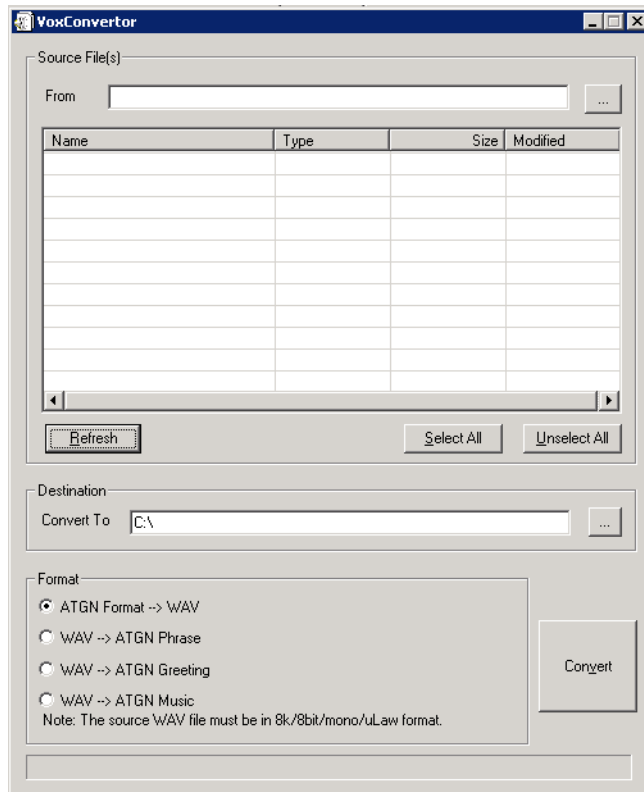 VoxConvertor
Source File(s)
From ...
Name Type Size Modified
Refresh Select All Unselect All
Destination
Convert To C:\ ...
Format
ATGN Format --> WAV
WAV --> ATGN Phrase
WAV --> ATGN Greeting
WAV --> ATGN Music
Note: The source WAV file must be in 8k/8bit/mono/uLaw format.
Convert